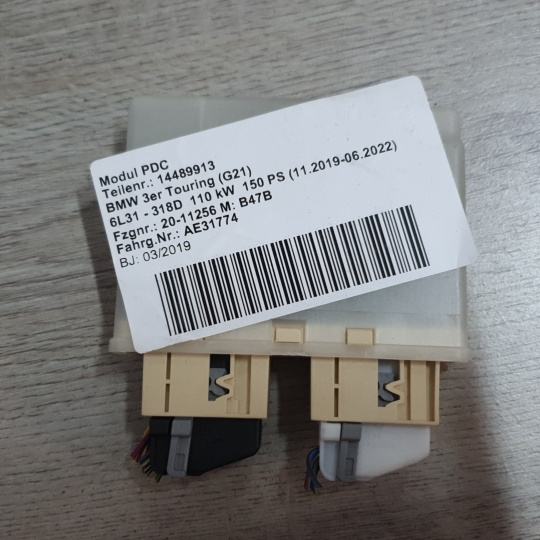 Modul PDC
Teilenr.: 14489913
BMW 3er Touring (G21)
6L31 - 318D 110 kW 150 PS (11.2019-06.2022)
Fzgnr.: 20-11256 M: B47B
Fahrg.Nr.: AE31774
BJ: 03/2019